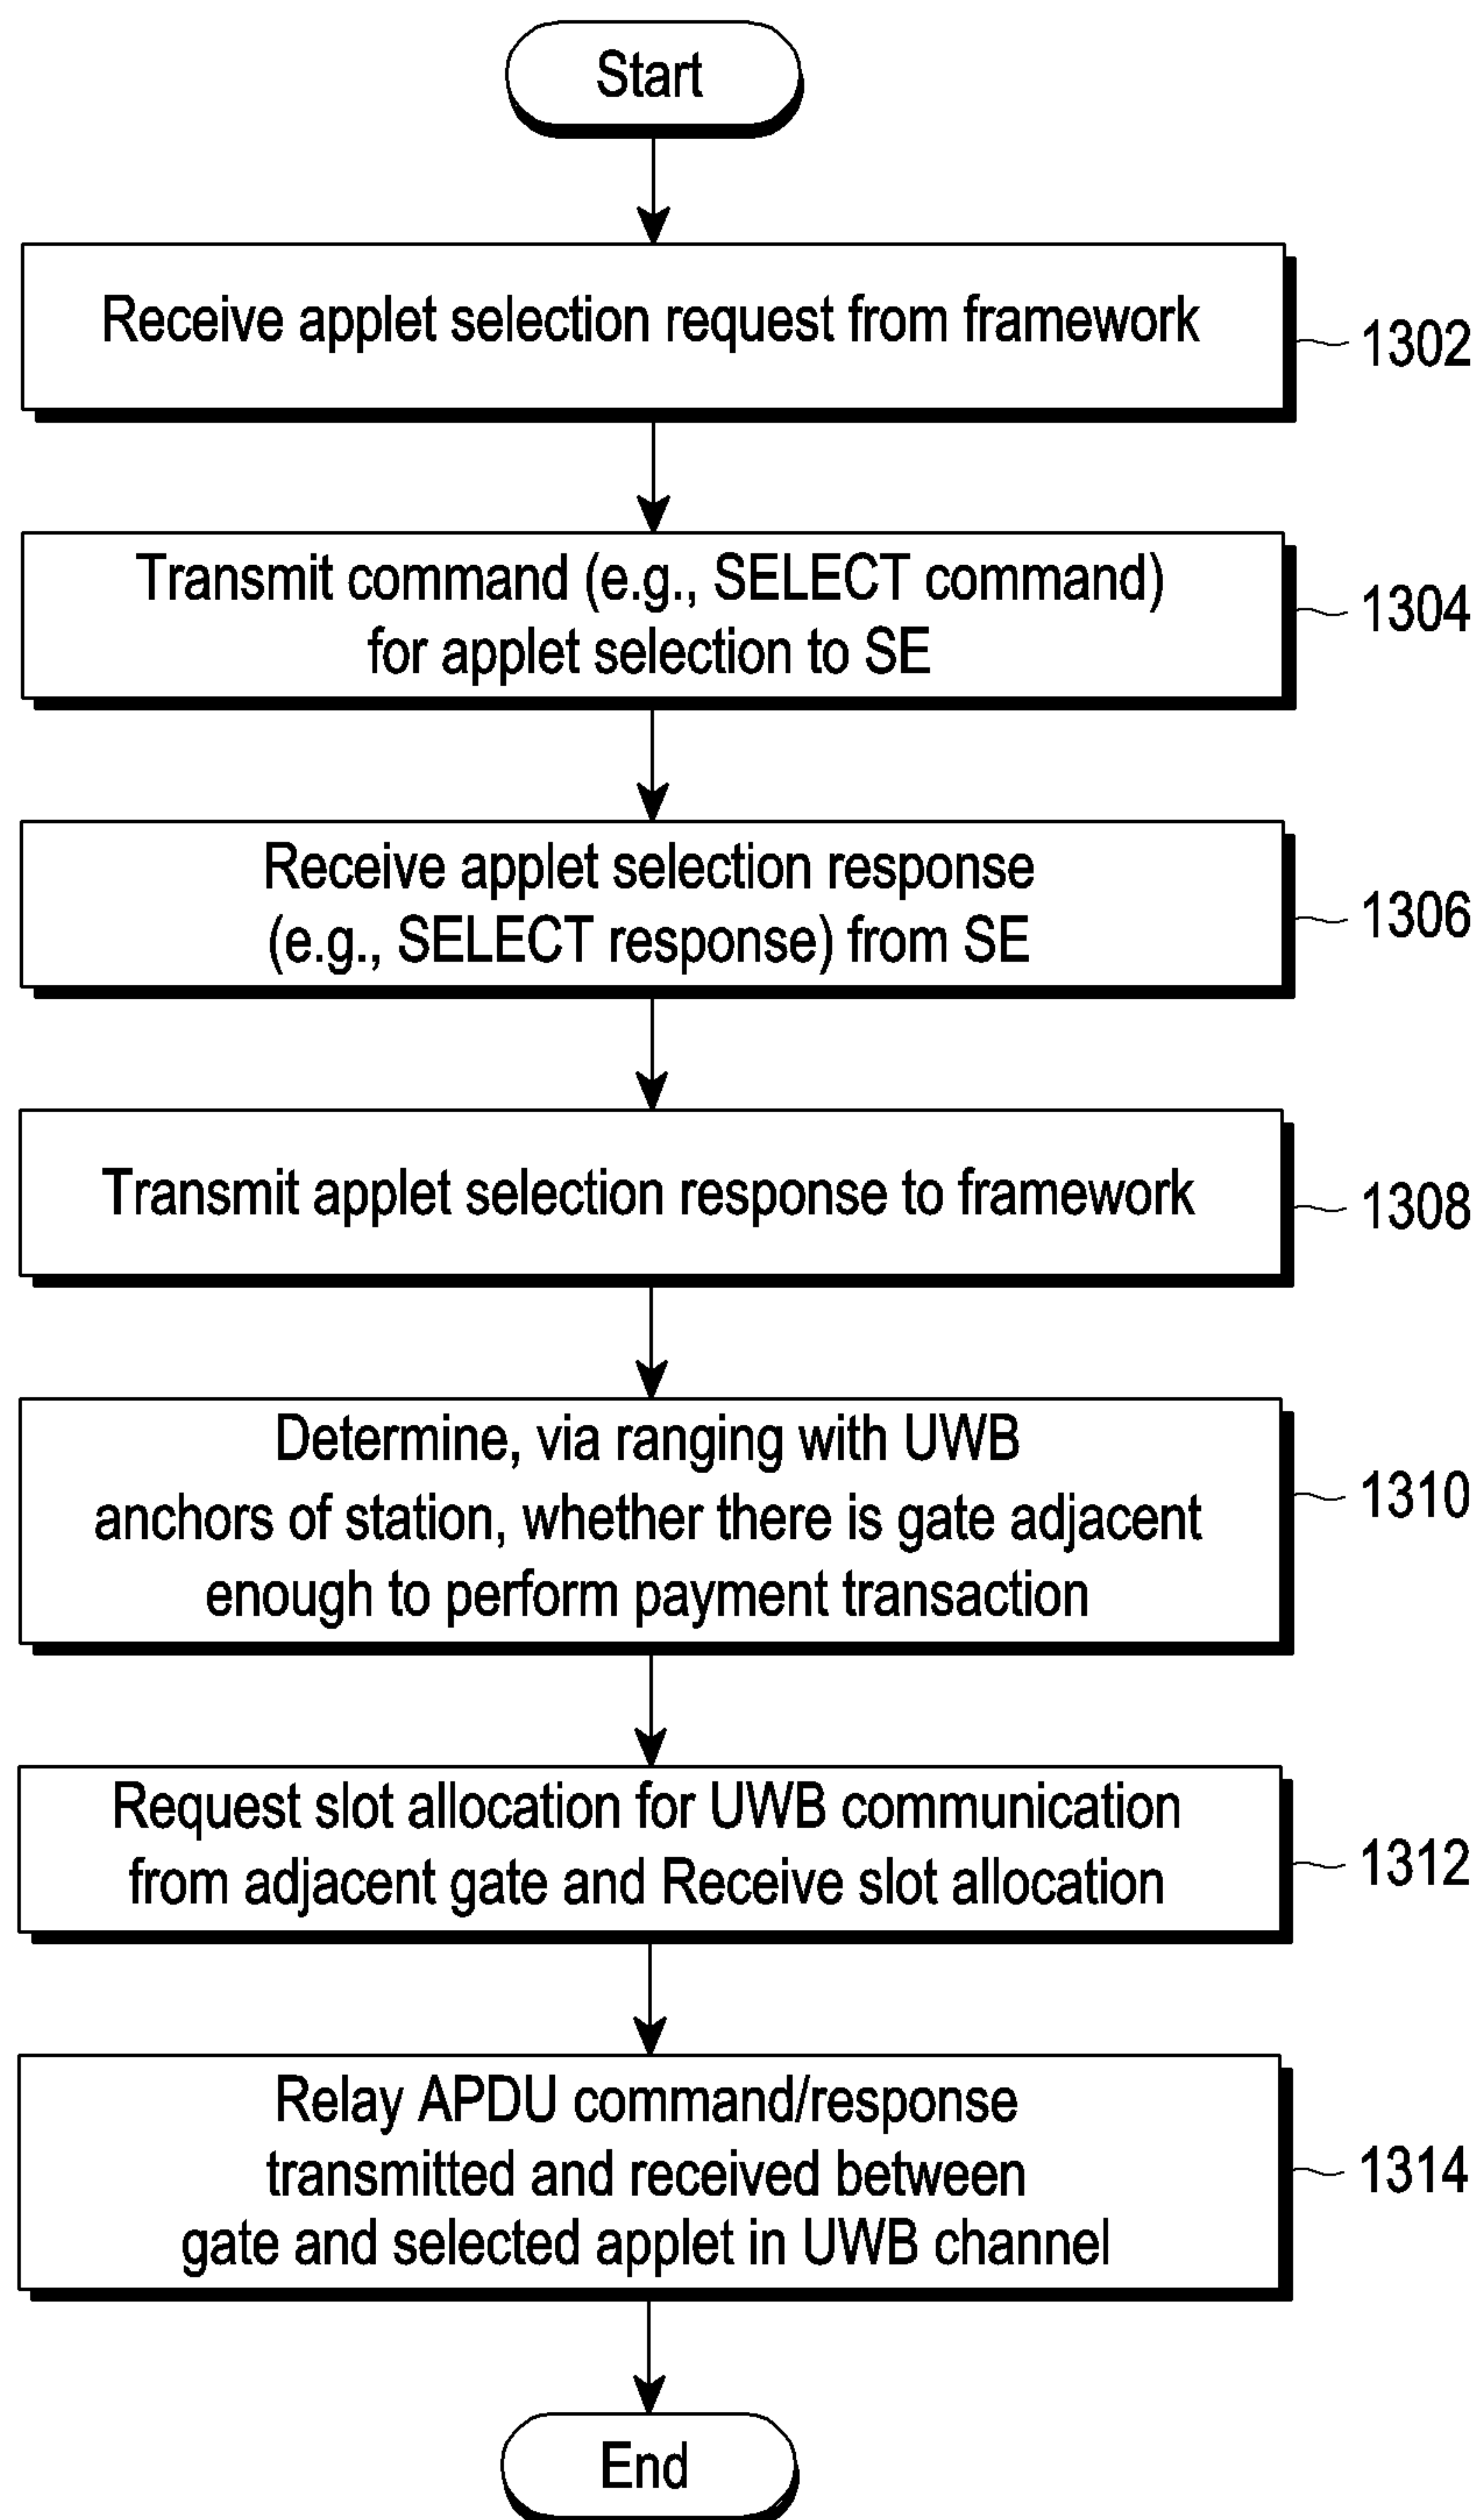 Start
Receive applet selection request from framework
1302
Transmit command (e.g., SELECT command)
for applet selection to SE
1304
Receive applet selection response
(e.g., SELECT response) from SE
1306
Transmit applet selection response to framework
1308
Determine, via ranging with UWB
anchors of station, whether there is gate adjacent
enough to perform payment transaction
1310
Request slot allocation for UWB communication
from adjacent gate and Receive slot allocation
1312
Relay APDU command/response
transmitted and received between
gate and selected applet in UWB channel
1314
End